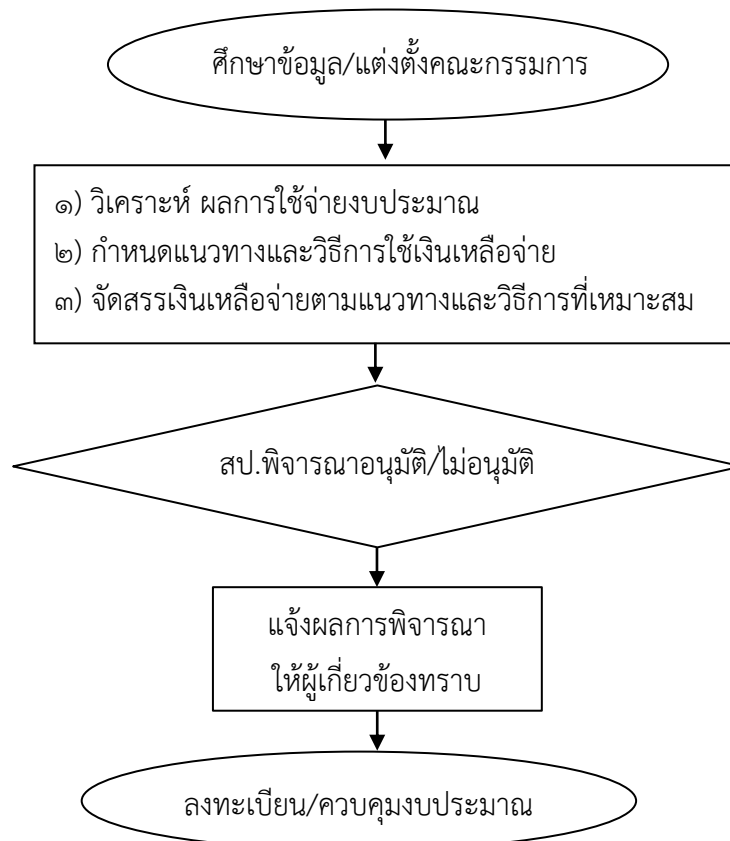 ศึกษาข้อมูล/แต่งตั้งคณะกรรมการ
๑) วิเคราะห์ ผลการใช้จ่ายงบประมาณ
๒) กำหนดแนวทางและวิธีการใช้เงินเหลือจ่าย
๓) จัดสรรเงินเหลือจ่ายตามแนวทางและวิธีการที่เหมาะสม
สป.พิจารณาอนุมัติ/ไม่อนุมัติ
แจ้งผลการพิจารณา
ให้ผู้เกี่ยวข้องทราบ
ลงทะเบียน/ควบคุมงบประมาณ